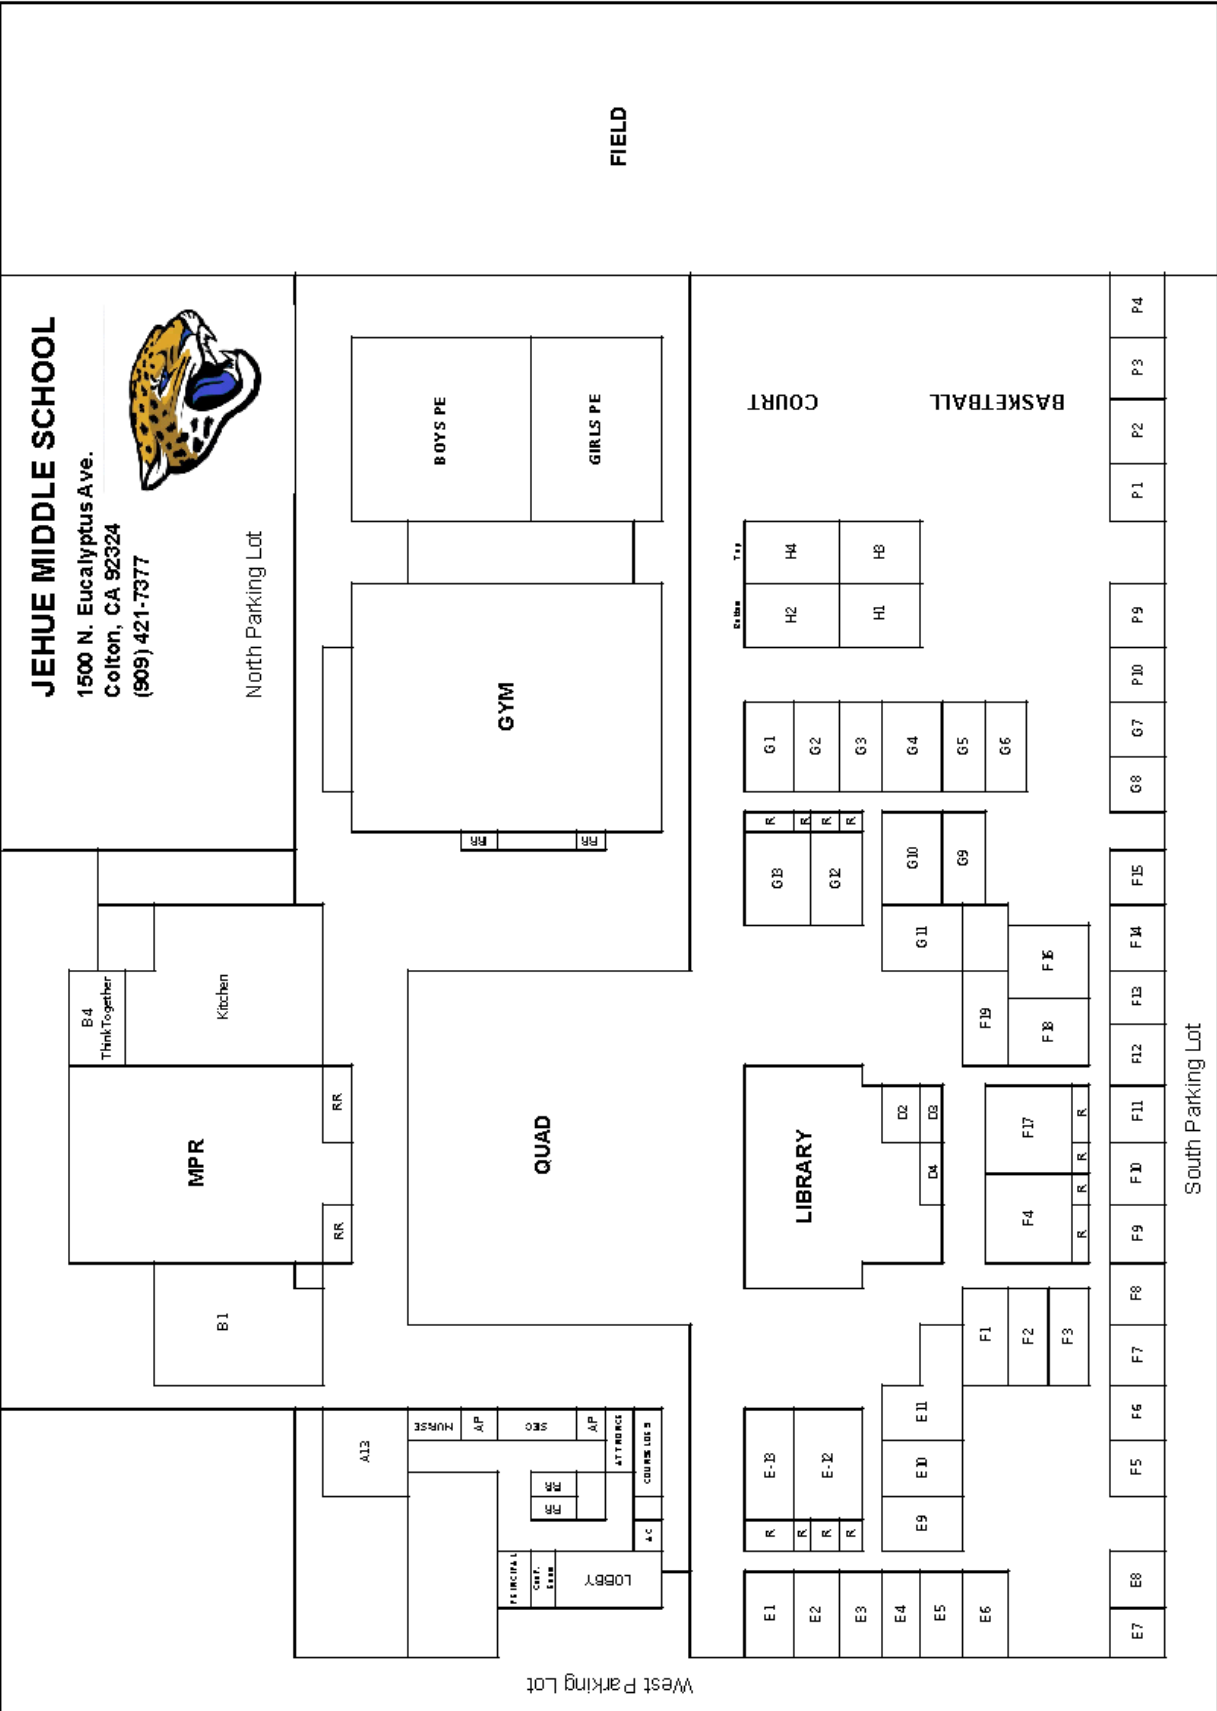 JEHUE MIDDLE SCHOOL
1500 N. Eucalyptus Ave.
Colton, CA 92324
(909) 421-7377
North Parking Lot
FIELD
B4
ThinkTogether
Kitchen
MPR
B1
RR
RR
BOYS PE
GIRLS PE
GYM
RR
RR
QUAD
A13
NURSE
AP
SEC
AP
RR
RR
PRINCIPAL
LOBBY
West Parking Lot
LIBRARY
D2
D3
D4
COURT
BASKETBALL
Top
Bottom
H4
H3
H2
H1
G1
G2
G3
G4
G5
G6
R
R
R
R
G13
G12
G10
G9
G11
F16
F19
F18
F17
F4
R
R
R
R
F1
F2
F3
E-13
E-12
R
R
R
R
E11
E10
E9
E1
E2
E3
E4
E5
E6
E7
E8
F5
F6
F7
F8
F9
F10
F11
F12
F13
F14
F15
G8
G7
P10
P9
P1
P2
P3
P4
South Parking Lot